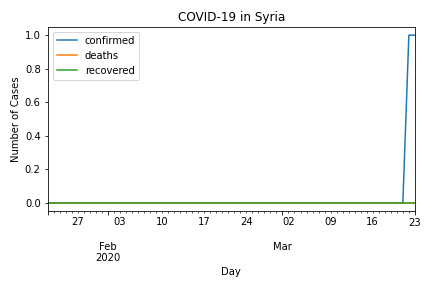 COVID-19 in Syria
confirmed
deaths
recovered
Number of Cases
1.0
0.8
0.6
0.4
0.2
0.0
27 03 10 17 24 02 09 16 23
Feb Mar
2020
Day